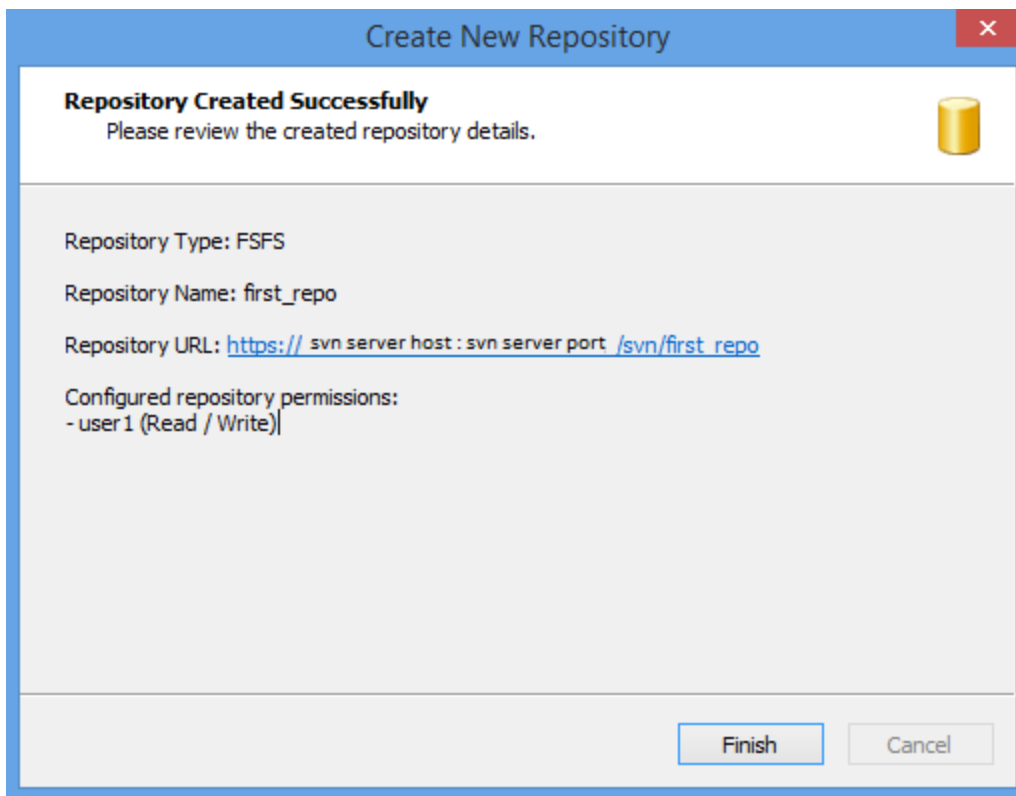 Create New Repository
Repository Created Successfully
Please review the created repository details.
Repository Type: FSFS
Repository Name: first_repo
Repository URL: https:// svn server host : svn server port /svn/first_repo
Configured repository permissions:
- user1 (Read / Write)
Finish
Cancel